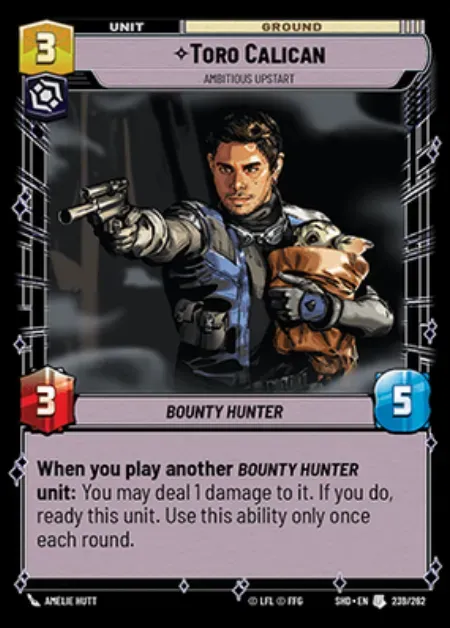 3
UNIT
GROUND
✧TORO CALICAN
AMBITIOUS UPSTART
3
BOUNTY HUNTER
5
When you play another BOUNTY HUNTER
unit: You may deal 1 damage to it. If you do,
ready this unit. Use this ability only once
each round.
AMELIE HUTT
© LFL © FFG
SHD • EN
239/262